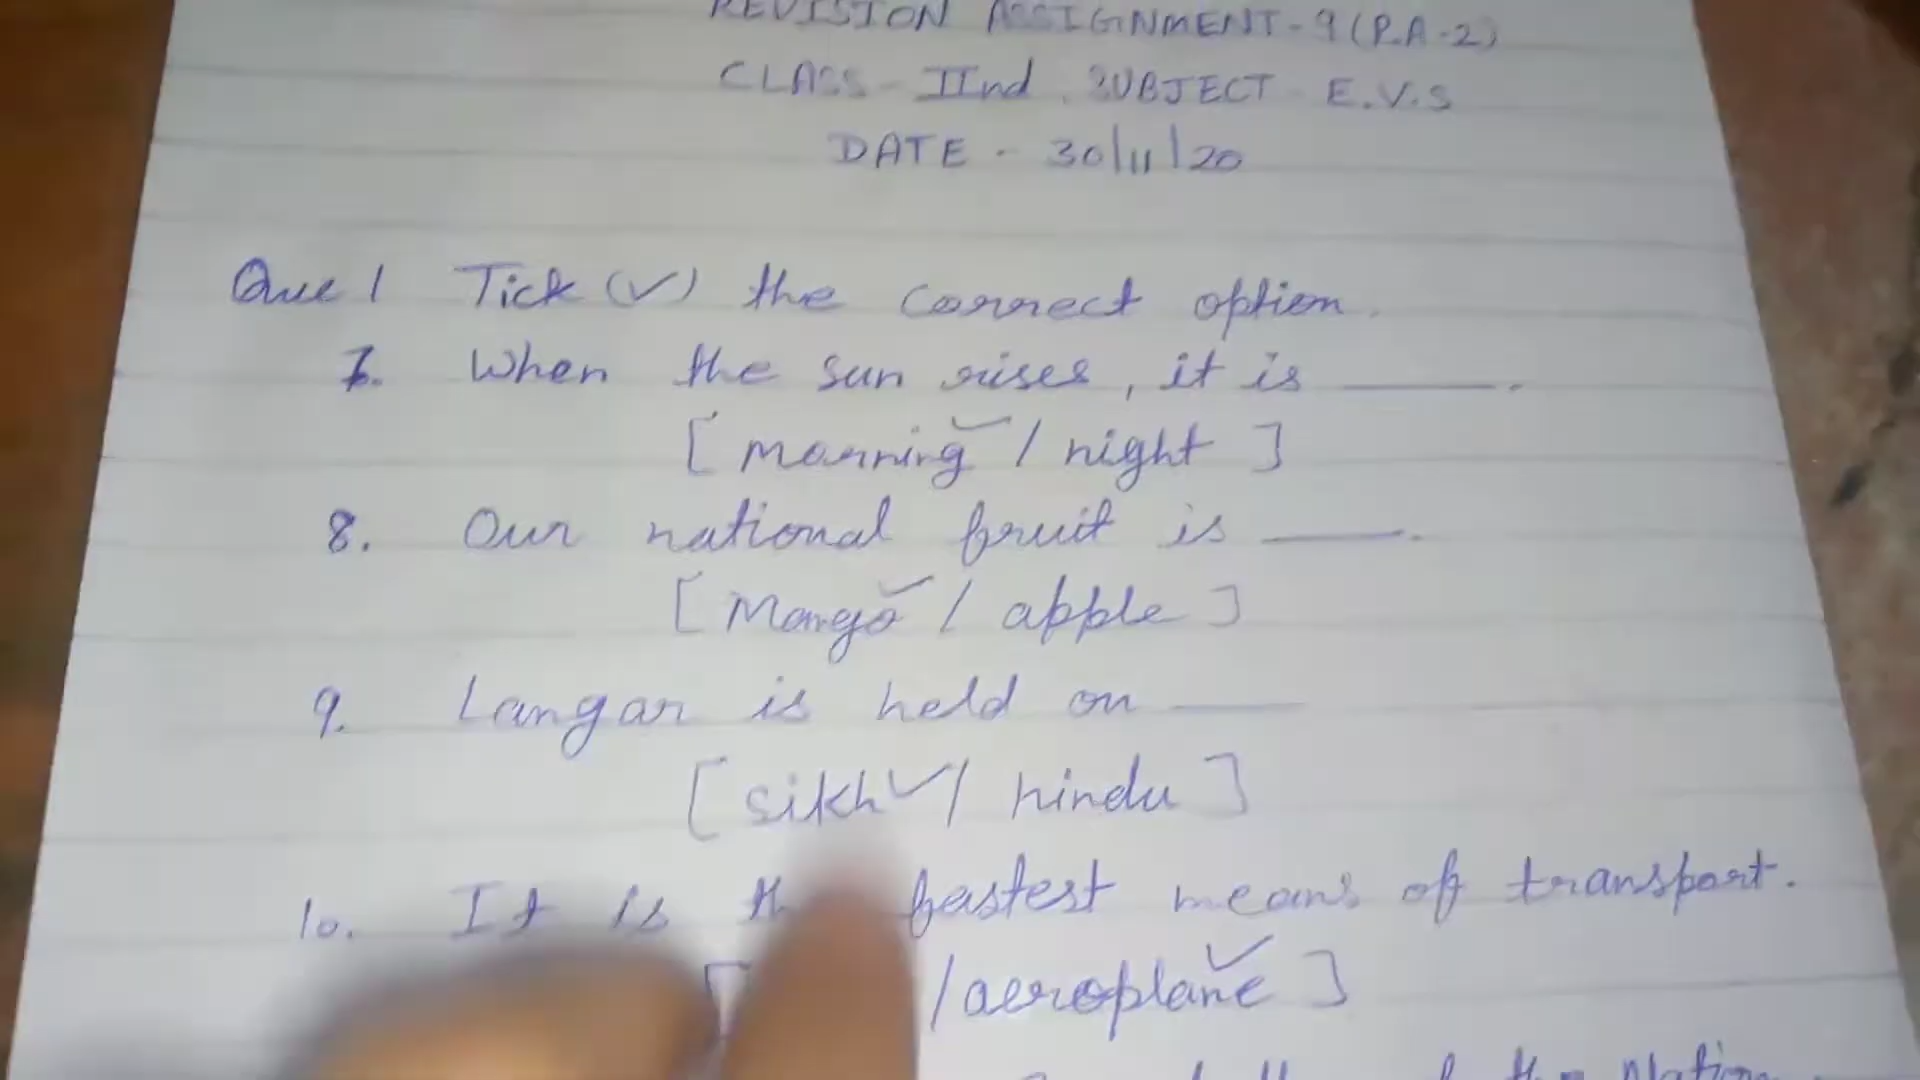 REVISION ASSIGNMENT-9 (P.A-2)
CLASS - IInd. SUBJECT E.V.S
DATE - 30/11/20
Que 1 Tick (✓) the correct option.
7. When the sun rises, it is ____.
[morning ✓ / night]
8. Our national fruit is ____.
[Mango ✓ / apple]
9. Langar is held on ____
[sikh ✓ / hindu]
10. It is fastest means of transport.
[ / aeroplane ✓ ]
the Nation